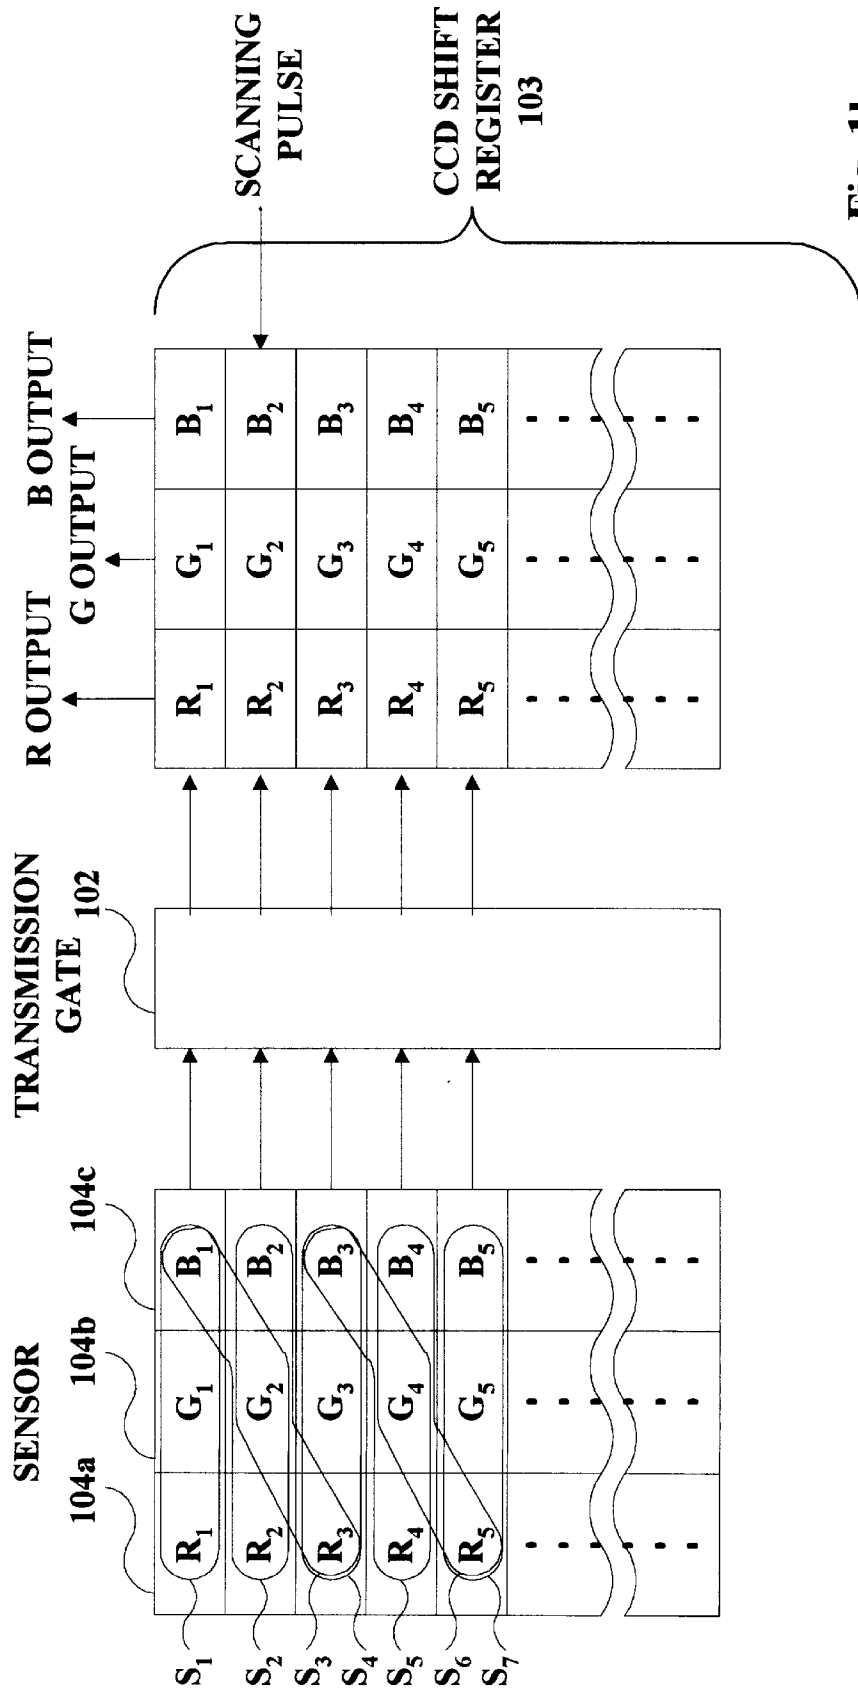 SENSOR
104a
104b
104c
TRANSMISSION
GATE
102
R OUTPUT
G OUTPUT
B OUTPUT
S₁
S₂
S₃
S₄
S₅
S₆
S₇
R₁ G₁ B₁
R₂ G₂ B₂
R₃ G₃ B₃
R₄ G₄ B₄
R₅ G₅ B₅
R₁ G₁ B₁
R₂ G₂ B₂
R₃ G₃ B₃
R₄ G₄ B₄
R₅ G₅ B₅
SCANNING
PULSE
CCD SHIFT
REGISTER
103